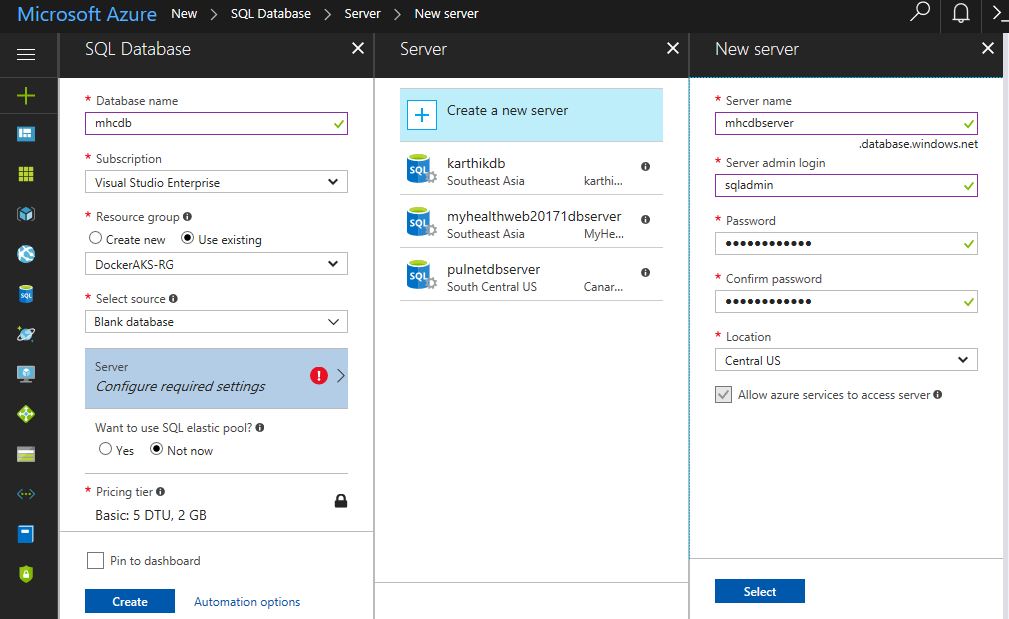 Microsoft Azure New > SQL Database > Server > New server
SQL Database
* Database name
mhcdb
* Subscription
Visual Studio Enterprise
* Resource group
Create new Use existing
DockerAKS-RG
* Select source
Blank database
Server
Configure required settings
Want to use SQL elastic pool?
Yes Not now
* Pricing tier
Basic: 5 DTU, 2 GB
Pin to dashboard
Create Automation options
Server
Create a new server
SQL
karthikdb
Southeast Asia karthi...
SQL
myhealthweb20171dbserver
Southeast Asia MyHe...
SQL
pulnetdbserver
South Central US Canar...
New server
* Server name
mhcdbserver
.database.windows.net
* Server admin login
sqladmin
* Password
••••••••••••
* Confirm password
••••••••••••
* Location
Central US
Allow azure services to access server
Select
SQL